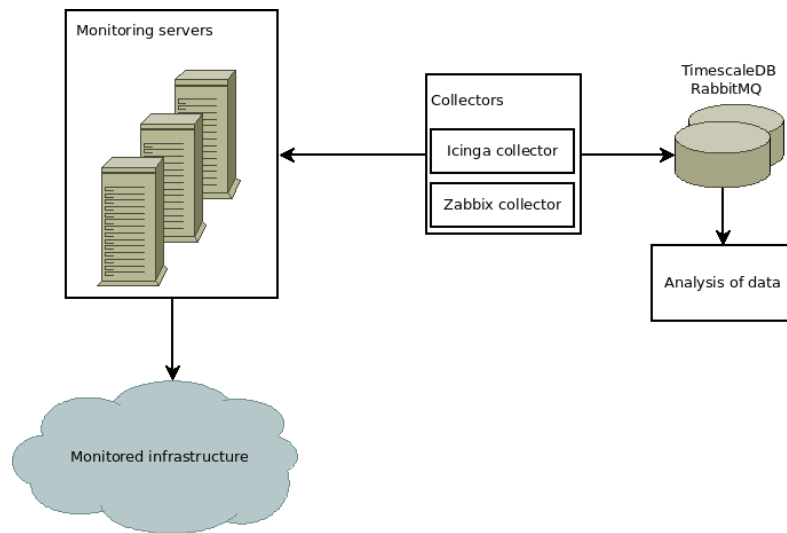 Monitoring servers
Collectors
Icinga collector
Zabbix collector
TimescaleDB
RabbitMQ
Analysis of data
Monitored infrastructure